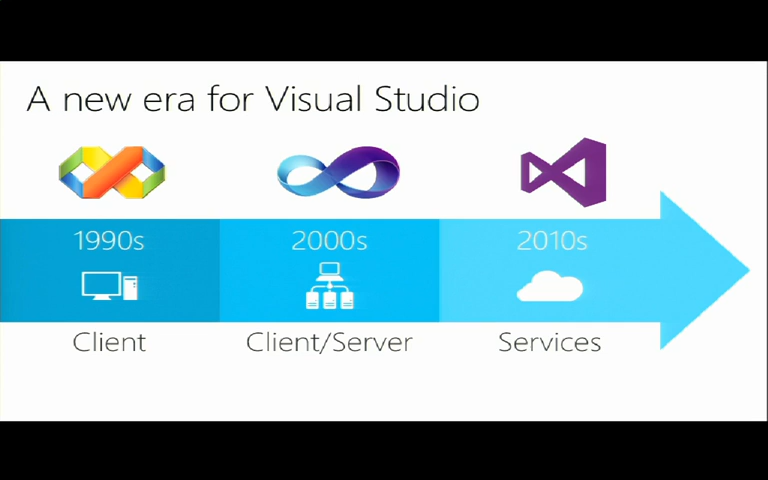 A new era for Visual Studio
1990s
2000s
2010s
Client
Client/Server
Services